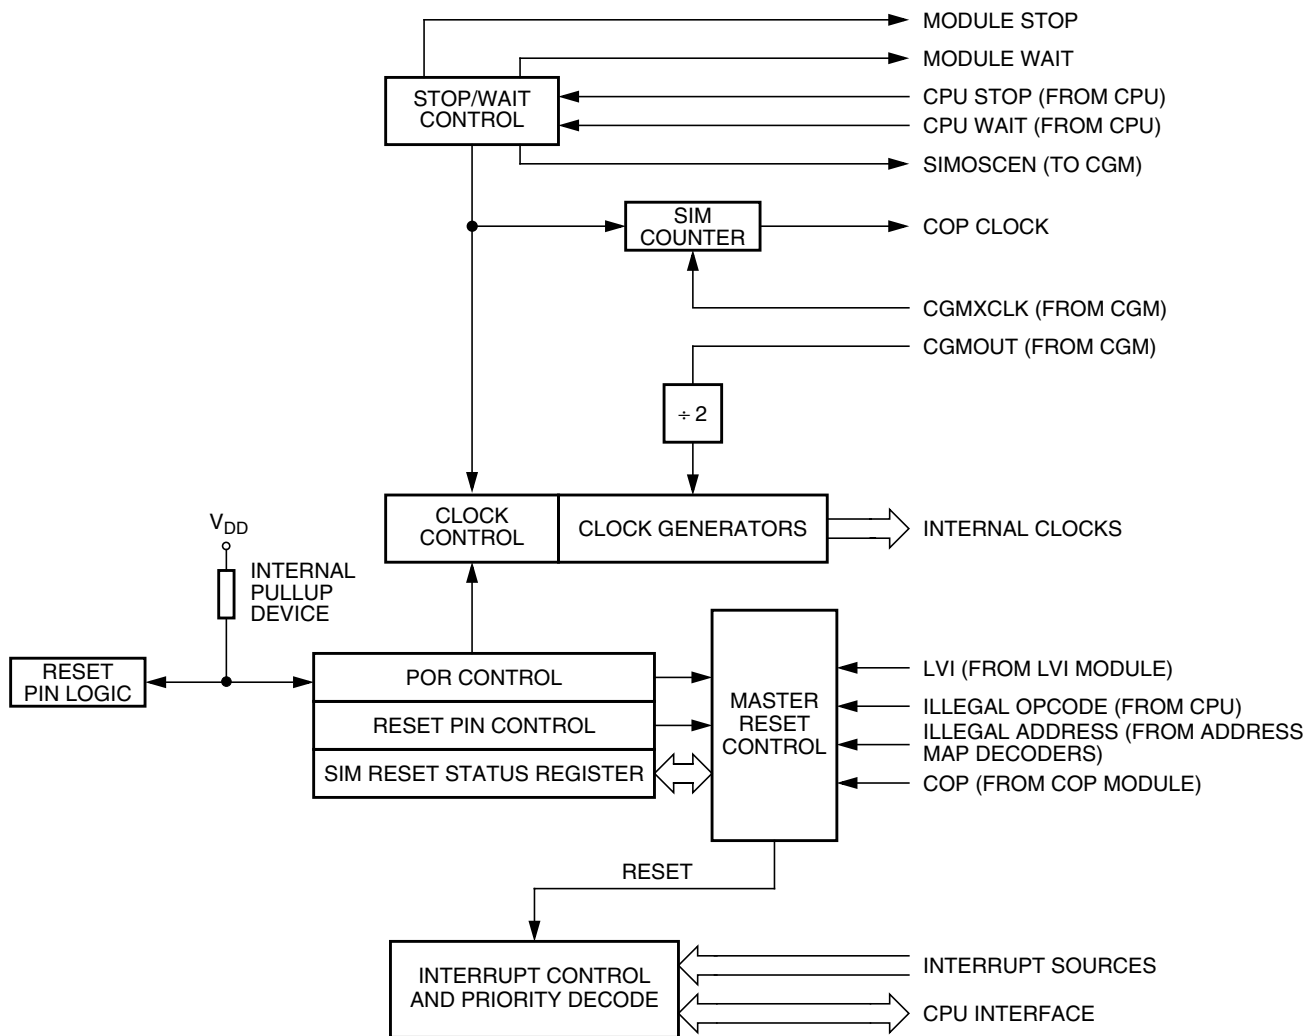 MODULE STOP
MODULE WAIT
STOP/WAIT
CONTROL
CPU STOP (FROM CPU)
CPU WAIT (FROM CPU)
SIMOSCEN (TO CGM)
SIM
COUNTER
COP CLOCK
CGMXCLK (FROM CGM)
CGMOUT (FROM CGM)
÷ 2
CLOCK
CONTROL
CLOCK GENERATORS
INTERNAL CLOCKS
VDD
INTERNAL
PULLUP
DEVICE
RESET
PIN LOGIC
POR CONTROL
RESET PIN CONTROL
SIM RESET STATUS REGISTER
MASTER
RESET
CONTROL
LVI (FROM LVI MODULE)
ILLEGAL OPCODE (FROM CPU)
ILLEGAL ADDRESS (FROM ADDRESS
MAP DECODERS)
COP (FROM COP MODULE)
RESET
INTERRUPT CONTROL
AND PRIORITY DECODE
INTERRUPT SOURCES
CPU INTERFACE